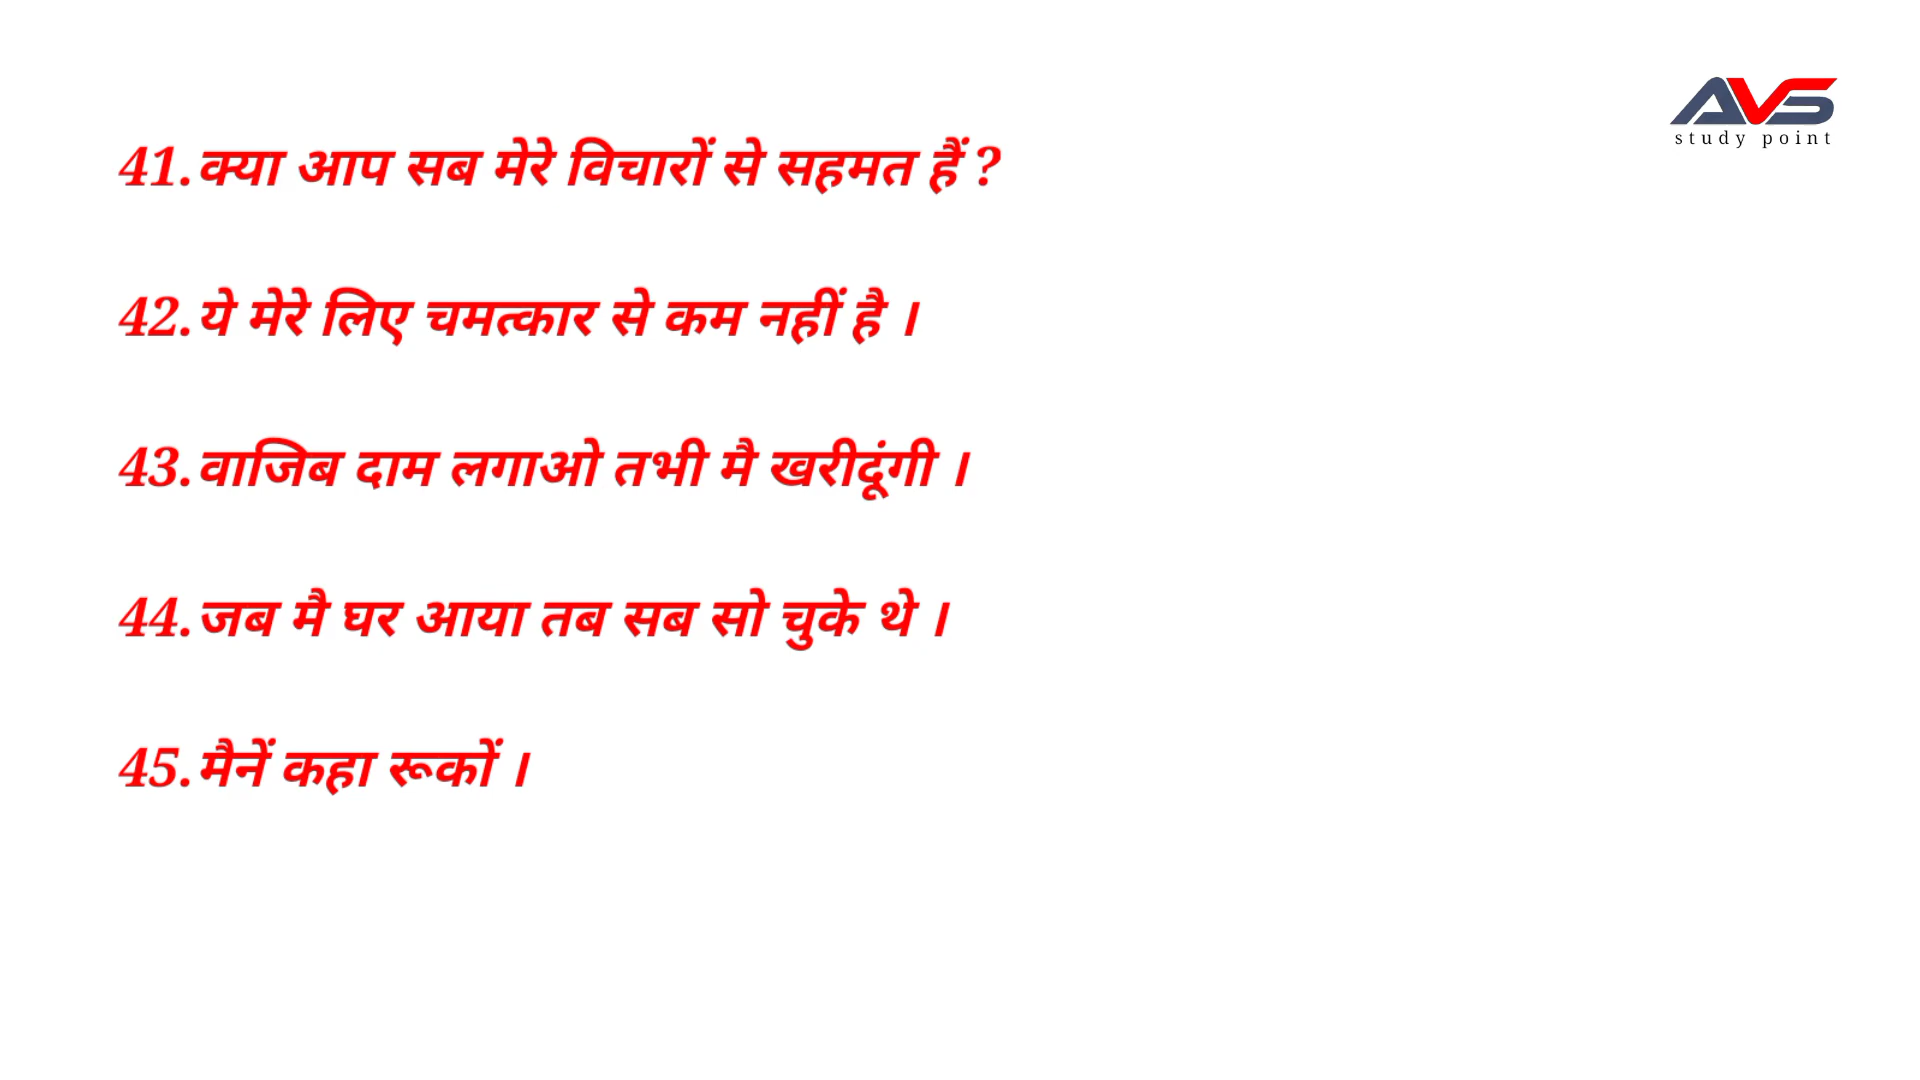 AVS
study point
41.क्या आप सब मेरे विचारों से सहमत हैं ?
42.ये मेरे लिए चमत्कार से कम नहीं है ।
43.वाजिब दाम लगाओ तभी मै खरीदूंगी ।
44.जब मै घर आया तब सब सो चुके थे ।
45.मैनें कहा रूकों ।